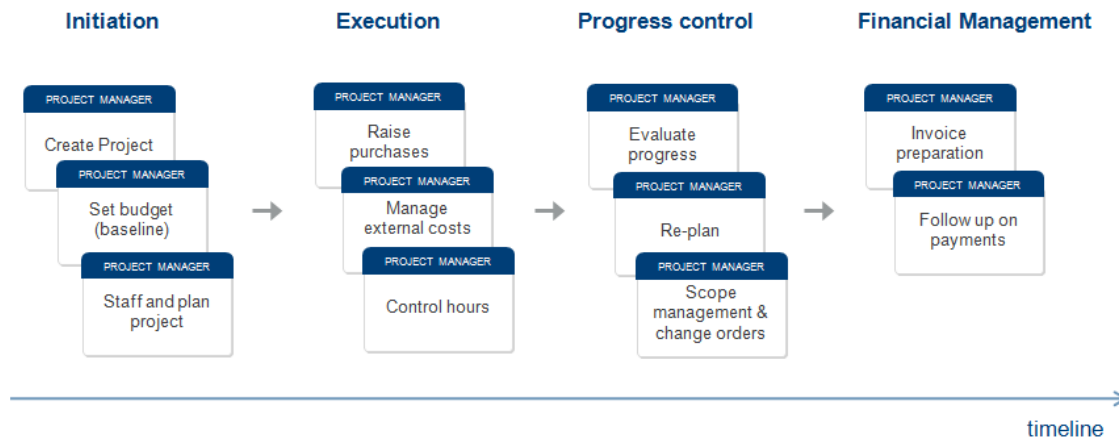 Initiation
Execution
Progress control
Financial Management
PROJECT MANAGER
Create Project
PROJECT MANAGER
Set budget
(baseline)
PROJECT MANAGER
Staff and plan
project
PROJECT MANAGER
Raise
purchases
PROJECT MANAGER
Manage
external costs
PROJECT MANAGER
Control hours
PROJECT MANAGER
Evaluate
progress
PROJECT MANAGER
Re-plan
PROJECT MANAGER
Scope
management &
change orders
PROJECT MANAGER
Invoice
preparation
PROJECT MANAGER
Follow up on
payments
timeline